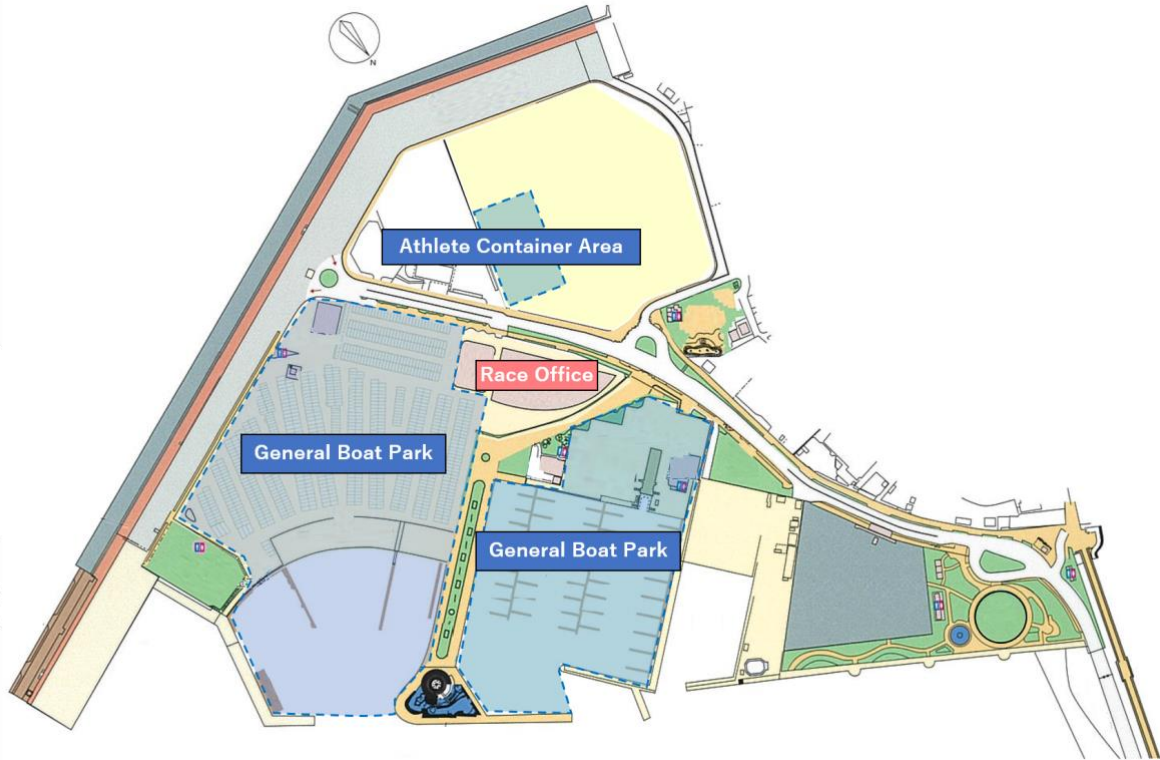 N
Athlete Container Area
Race Office
General Boat Park
General Boat Park